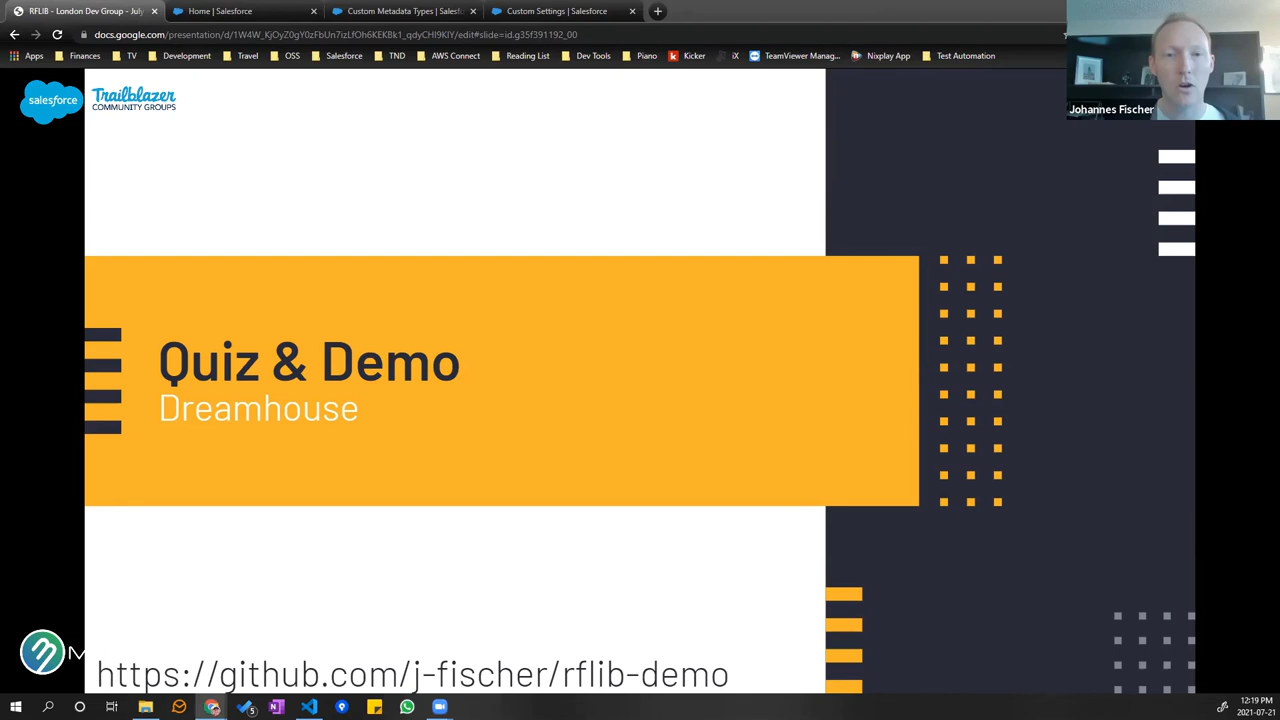 RFLIB - London Dev Group - July
Home | Salesforce
Custom Metadata Types | Salesf
Custom Settings | Salesforce
docs.google.com/presentation/d/1W4W_KjOyZ0gY0zFbUn7izLfOh6KEKBk1_qdyCHI9KlY/edit#slide=id.g35f391192_00
Apps
Finances
TV
Development
Travel
OSS
Salesforce
TND
AWS Connect
Reading List
Dev Tools
Piano
Kicker
iX
TeamViewer Manag...
Nixplay App
Test Automation
salesforce
Trailblazer
COMMUNITY GROUPS
Johannes Fischer
Quiz & Demo
Dreamhouse
https://github.com/j-fischer/rflib-demo
12:19 PM
2021-07-21